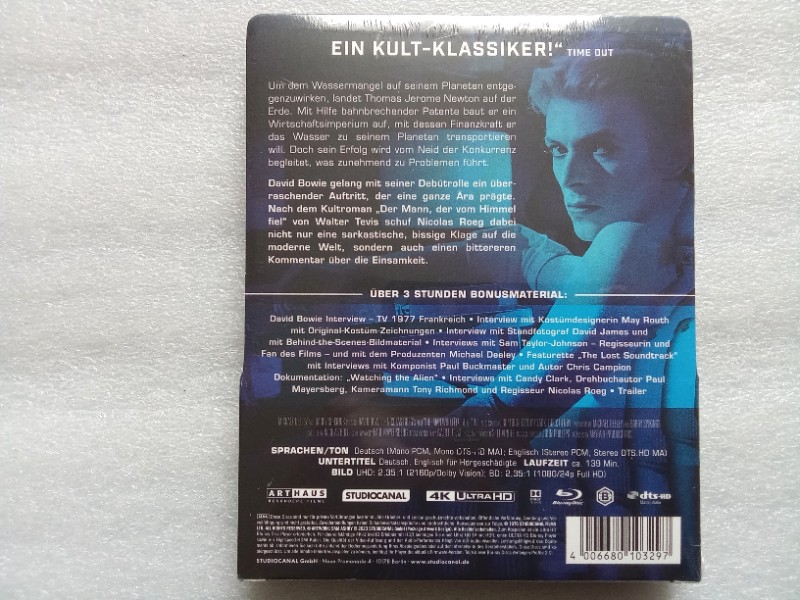 EIN KULT-KLASSIKER!“ TIME OUT
Um dem Wassermangel auf seinem Planeten entge-
genzuwirken, landet Thomas Jerome Newton auf der
Erde. Mit Hilfe bahnbrechender Patente baut er ein
Wirtschaftsimperium auf, mit dessen Finanzkraft er
das Wasser zu seinem Planeten transportieren
will. Doch sein Erfolg wird vom Neid der Konkurrenz
begleitet, was zunehmend zu Problemen führt.
David Bowie gelang mit seiner Debütrolle ein über-
raschender Auftritt, der eine ganze Ära prägte.
Nach dem Kultroman „Der Mann, der vom Himmel
fiel“ von Walter Tevis schuf Nicolas Roeg dabei
nicht nur eine sarkastische, bissige Klage auf die
moderne Welt, sondern auch einen bittereren
Kommentar über die Einsamkeit.
ÜBER 3 STUNDEN BONUSMATERIAL:
David Bowie Interview – TV 1977 Frankreich • Interview mit Kostümdesignerin May Routh
mit Original-Kostüm-Zeichnungen • Interview mit Standfotograf David James und
mit Behind-the-Scenes-Bildmaterial • Interviews mit Sam Taylor-Johnson – Regisseurin und
Fan des Films – und mit dem Produzenten Michael Deeley • Featurette „The Lost Soundtrack“
mit Interviews mit Komponist Paul Buckmaster und Autor Chris Campion
Dokumentation: „Watching the Alien“ • Interviews mit Candy Clark, Drehbuchautor Paul
Mayersberg, Kameramann Tony Richmond und Regisseur Nicolas Roeg • Trailer
SPRACHEN/TON Deutsch (Mono PCM, Mono DTS-HD MA); Englisch (Stereo PCM, Stereo DTS-HD MA)
UNTERTITEL Deutsch, Englisch für Hörgeschädigte LAUFZEIT ca. 139 Min.
BILD UHD: 2.35:1 (2160p/Dolby Vision); BD: 2.35:1 (1080/24p Full HD)
ARTHAUS STUDIOCANAL 4K ULTRA HD Blu-ray Disc B dts-HD
STUDIOCANAL GmbH · Neue Promenade 4 · 10178 Berlin · www.studiocanal.de
4 006680 103297